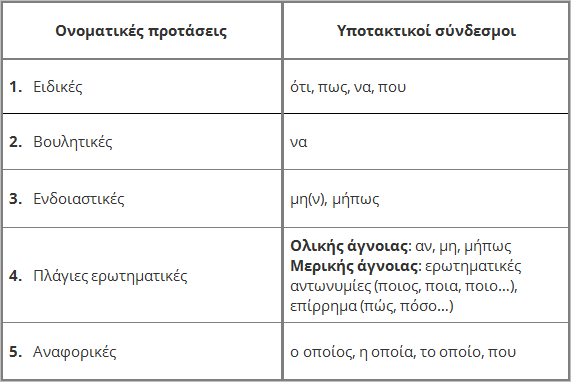 Ονοματικές προτάσεις Υποτακτικοί σύνδεσμοι
1. Ειδικές ότι, πως, να, που
2. Βουλητικές να
3. Ενδοιαστικές μη(ν), μήπως
4. Πλάγιες ερωτηματικές
Ολικής άγνοιας: αν, μη, μήπως
Μερικής άγνοιας: ερωτηματικές
αντωνυμίες (ποιος, ποια, ποιο...),
επίρρημα (πώς, πόσο...)
5. Αναφορικές ο οποίος, η οποία, το οποίο, που